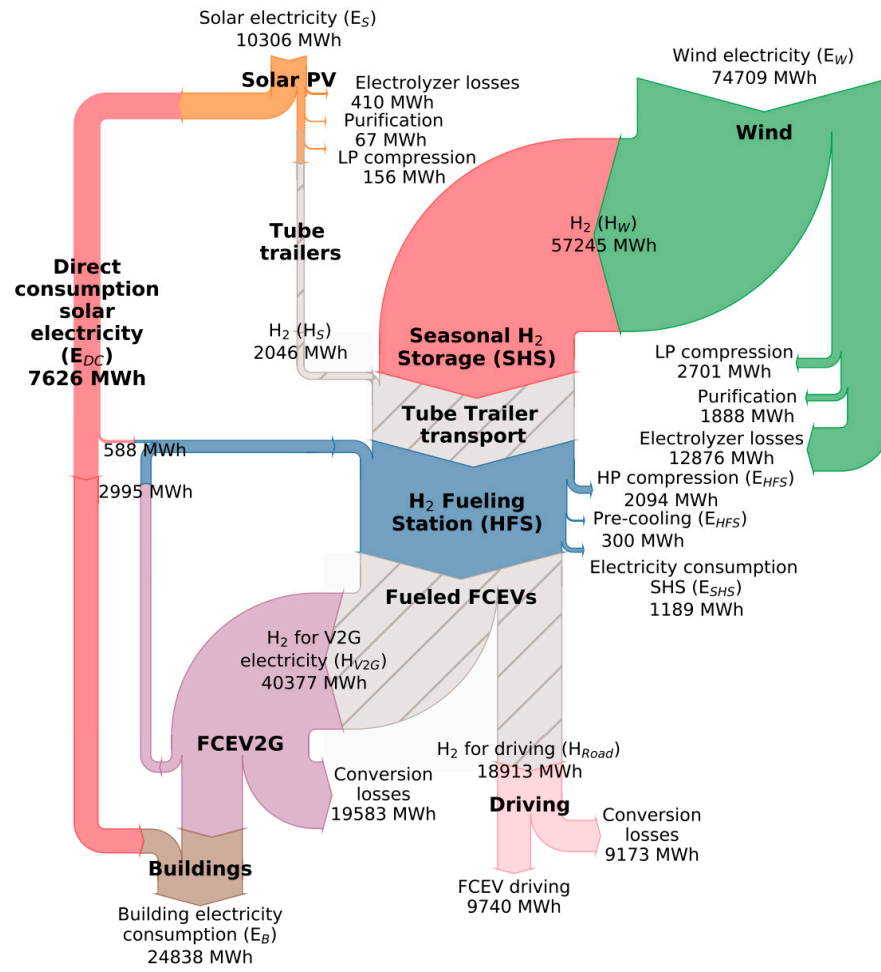 Solar electricity (E_S)
10306 MWh
Solar PV
Electrolyzer losses
410 MWh
Purification
67 MWh
LP compression
156 MWh
Wind electricity (E_W)
74709 MWh
Wind
Tube
trailers
H₂ (H_W)
57245 MWh
Direct
consumption
solar
electricity
(E_DC)
7626 MWh
H₂ (H_S)
2046 MWh
Seasonal H₂
Storage (SHS)
LP compression
2701 MWh
Purification
1888 MWh
Electrolyzer losses
12876 MWh
Tube Trailer
transport
588 MWh
2995 MWh
H₂ Fueling
Station (HFS)
HP compression (E_HFS)
2094 MWh
Pre-cooling (E_HFS)
300 MWh
Electricity consumption
SHS (E_SHS)
1189 MWh
Fueled FCEVs
H₂ for V2G
electricity (H_V2G)
40377 MWh
FCEV2G
H₂ for driving (H_Road)
18913 MWh
Conversion
losses
19583 MWh
Driving
Conversion
losses
9173 MWh
Buildings
FCEV driving
9740 MWh
Building electricity
consumption (E_B)
24838 MWh